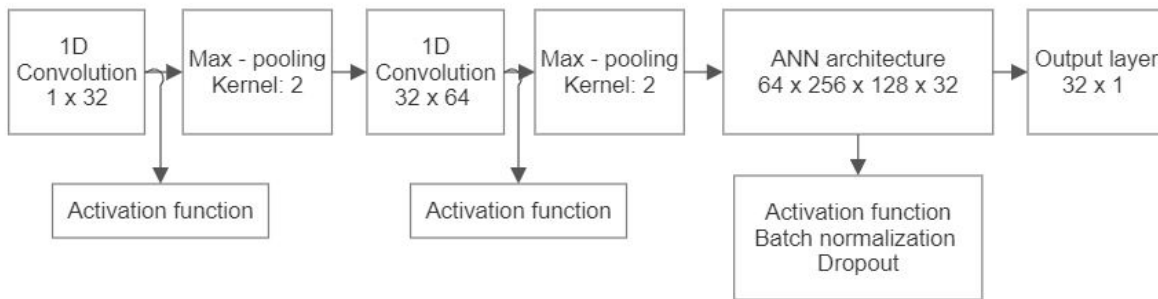 1D
Convolution
1 x 32
Max - pooling
Kernel: 2
1D
Convolution
32 x 64
Max - pooling
Kernel: 2
ANN architecture
64 x 256 x 128 x 32
Output layer
32 x 1
Activation function
Activation function
Activation function
Batch normalization
Dropout